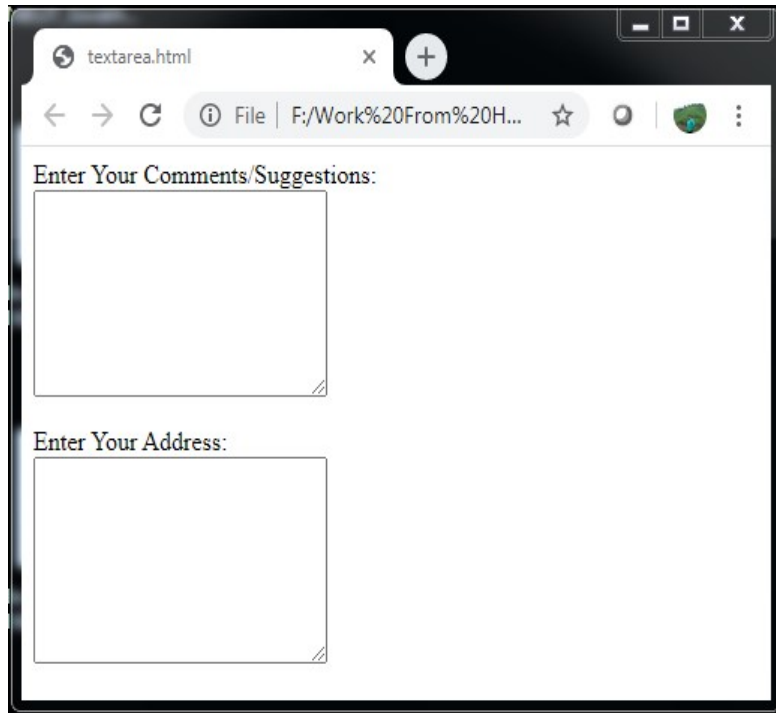 textarea.html
File F:/Work%20From%20H...
Enter Your Comments/Suggestions:
Enter Your Address: